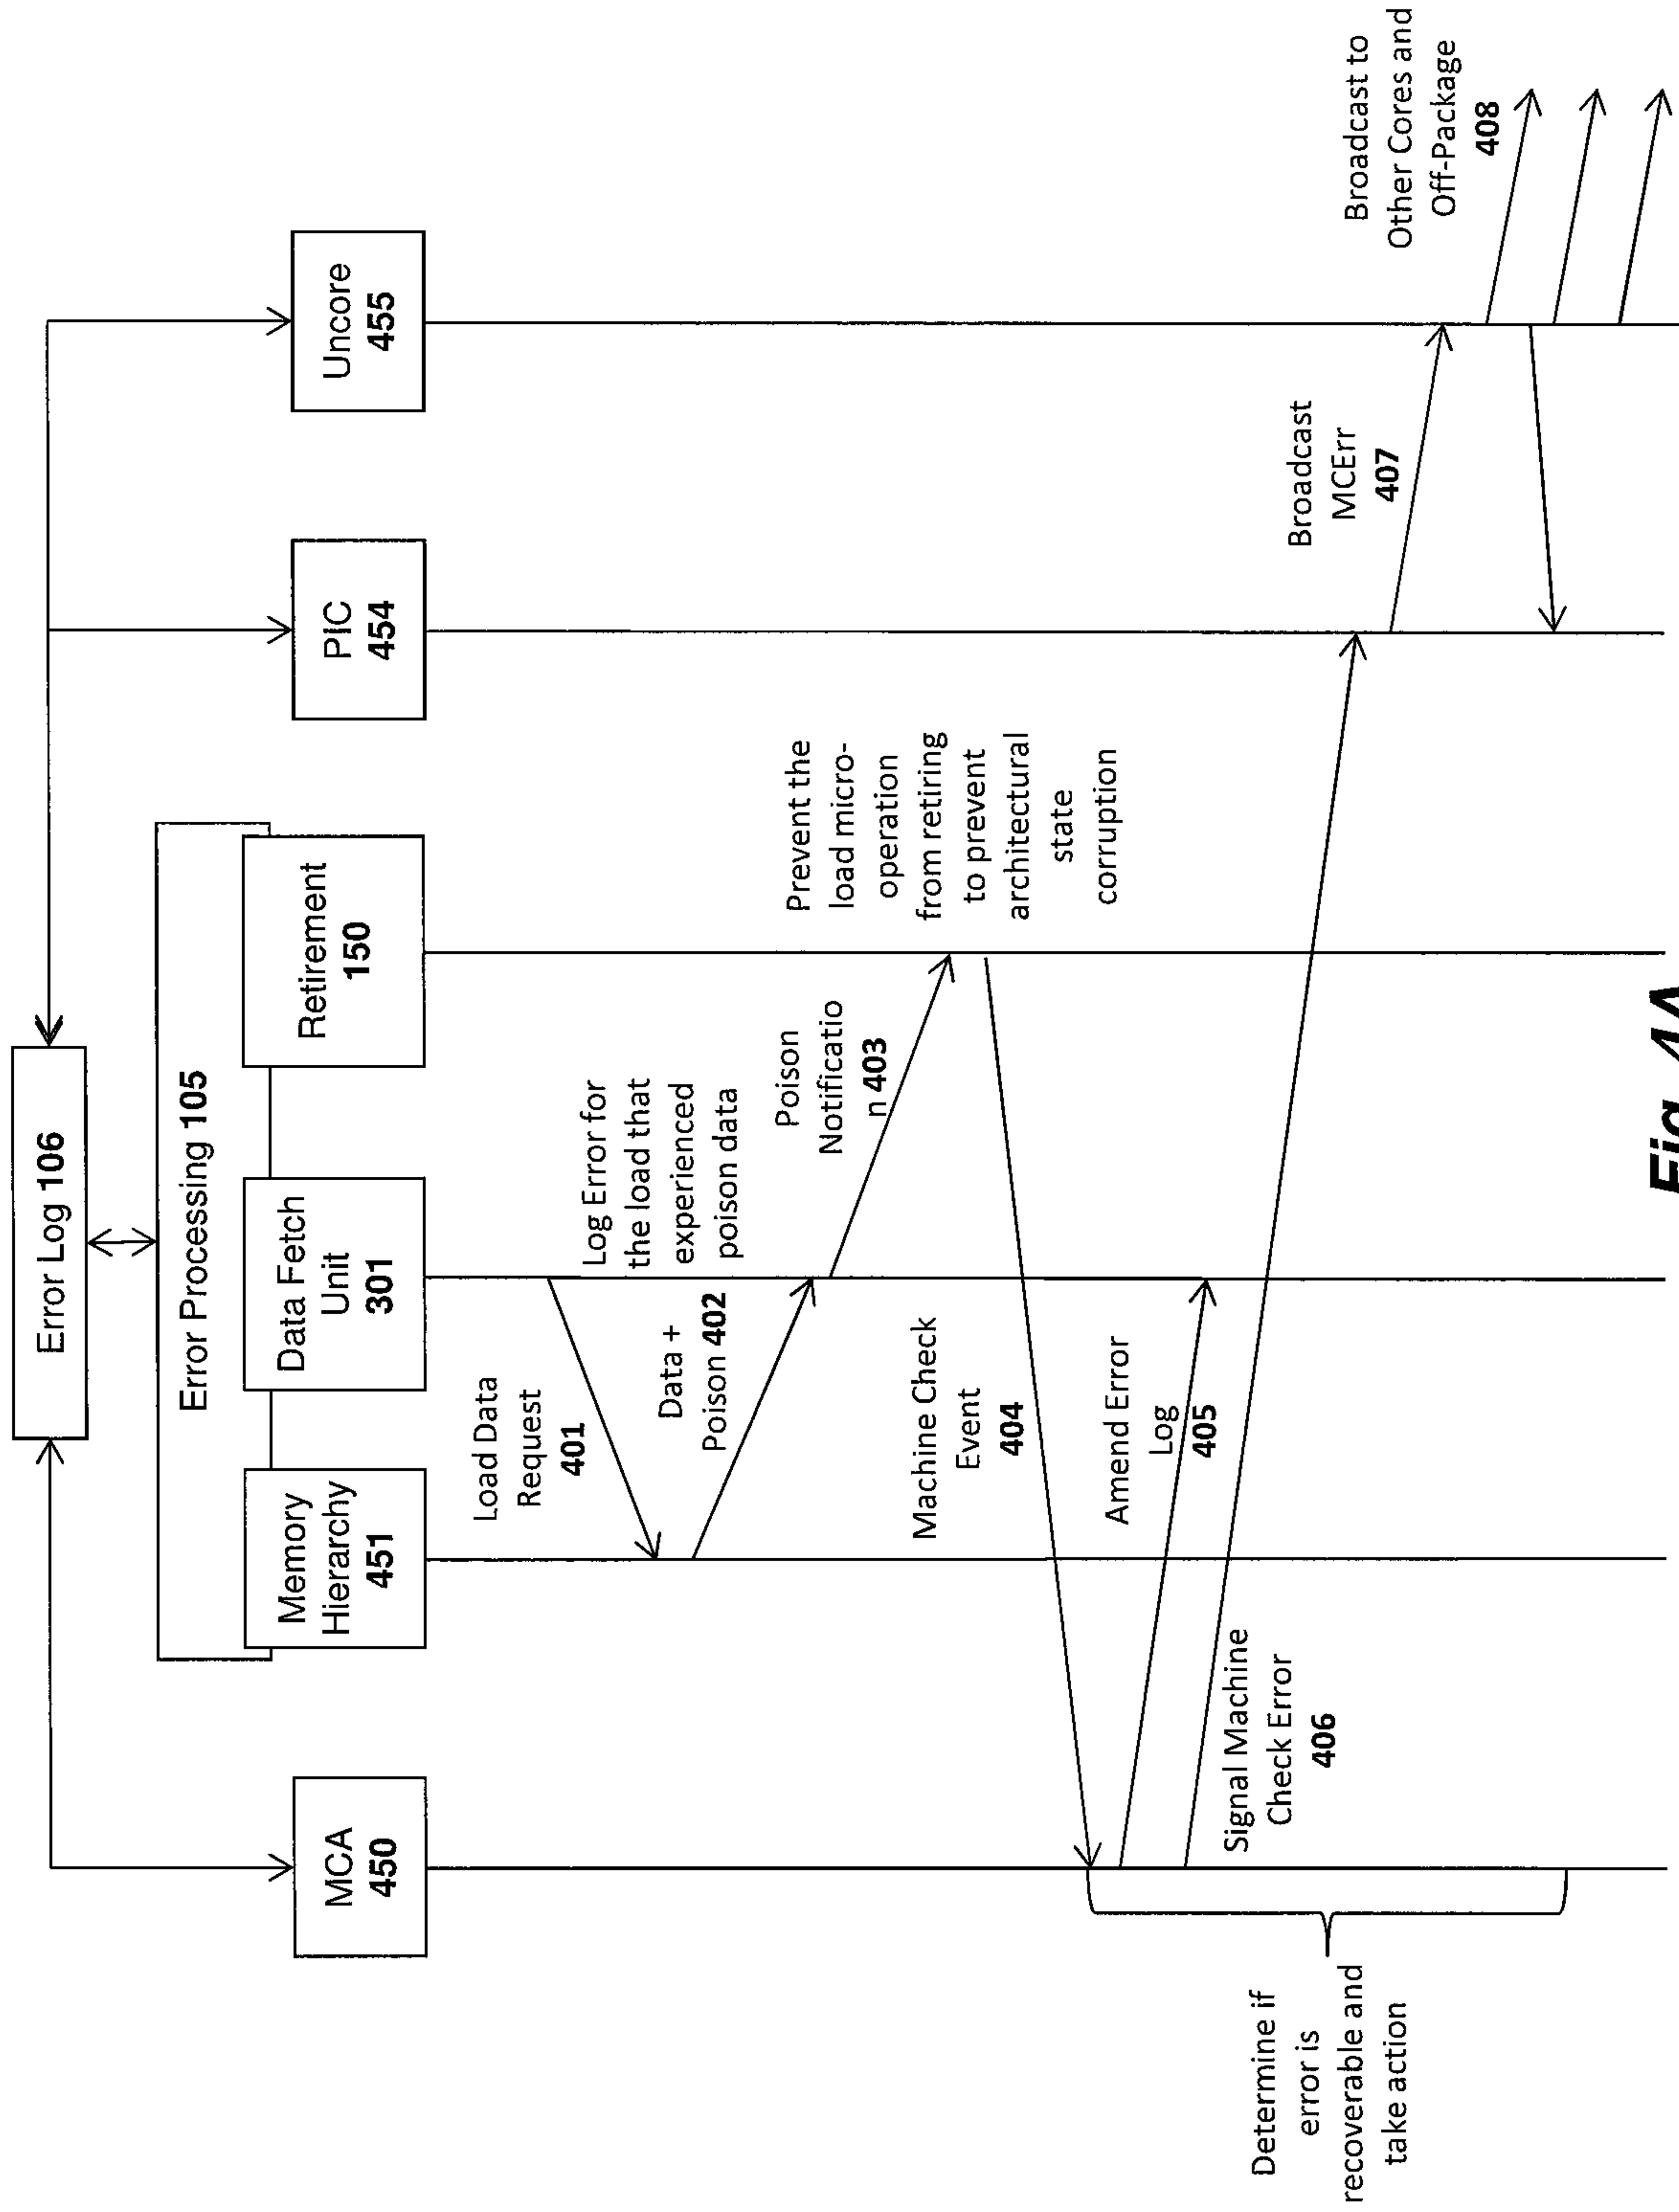 Error Log 106
Error Processing 105
MCA
450
Memory
Hierarchy
451
Data Fetch
Unit
301
Retirement
150
PIC
454
Uncore
455
Load Data
Request
401
Log Error for
the load that
experienced
poison data
Data +
Poison 402
Poison
Notificatio
n 403
Prevent the
load micro-
operation
from retiring
to prevent
architectural
state
corruption
Machine Check
Event
404
Amend Error
Log
405
Signal Machine
Check Error
406
Determine if
error is
recoverable and
take action
Broadcast
MCErr
407
Broadcast to
Other Cores and
Off-Package
408
Fig. 4A